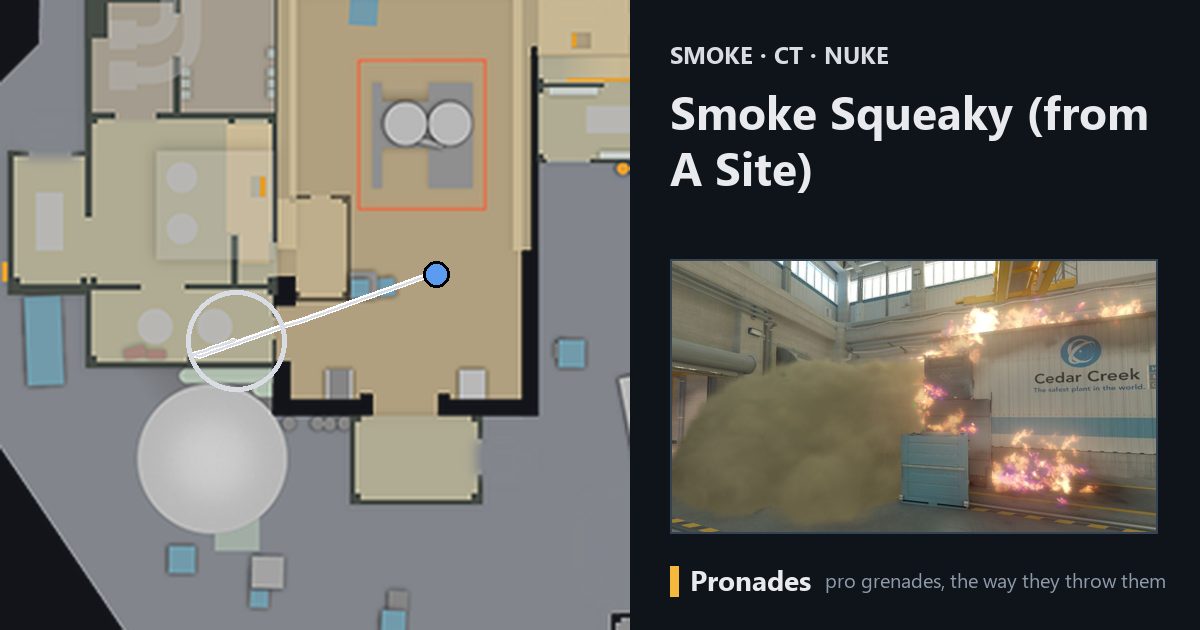 SMOKE · CT · NUKE
Smoke Squeaky (from
A Site)
Cedar Creek
The safest plant in the world.
Pronades pro grenades, the way they throw them